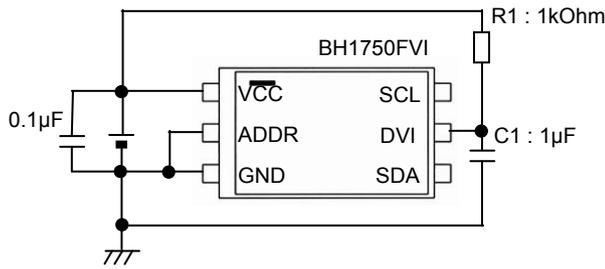 R1 : 1kOhm
BH1750FVI
VCC
SCL
0.1µF
ADDR
DVI
C1 : 1µF
GND
SDA